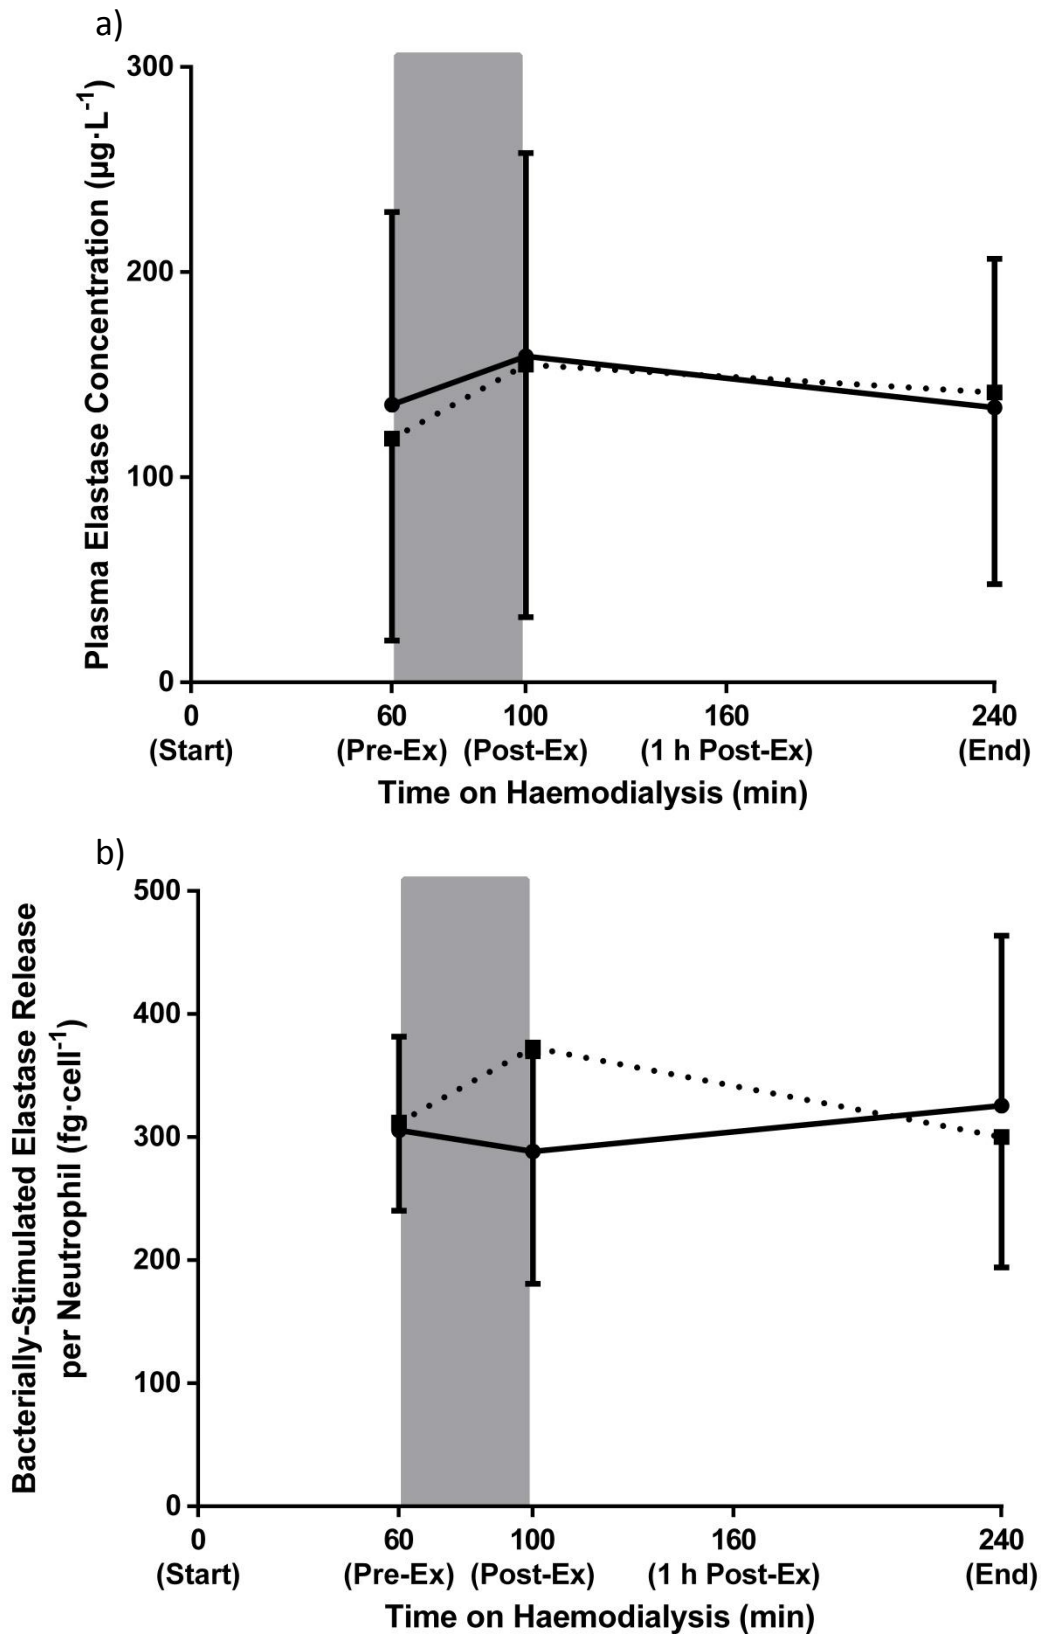 a)
Plasma Elastase Concentration (µg·L⁻¹)
300
200
100
0
0 60 100 160 240
(Start) (Pre-Ex) (Post-Ex) (1 h Post-Ex) (End)
Time on Haemodialysis (min)
b)
Bacterially-Stimulated Elastase Release
per Neutrophil (fg·cell⁻¹)
500
400
300
200
100
0
0 60 100 160 240
(Start) (Pre-Ex) (Post-Ex) (1 h Post-Ex) (End)
Time on Haemodialysis (min)